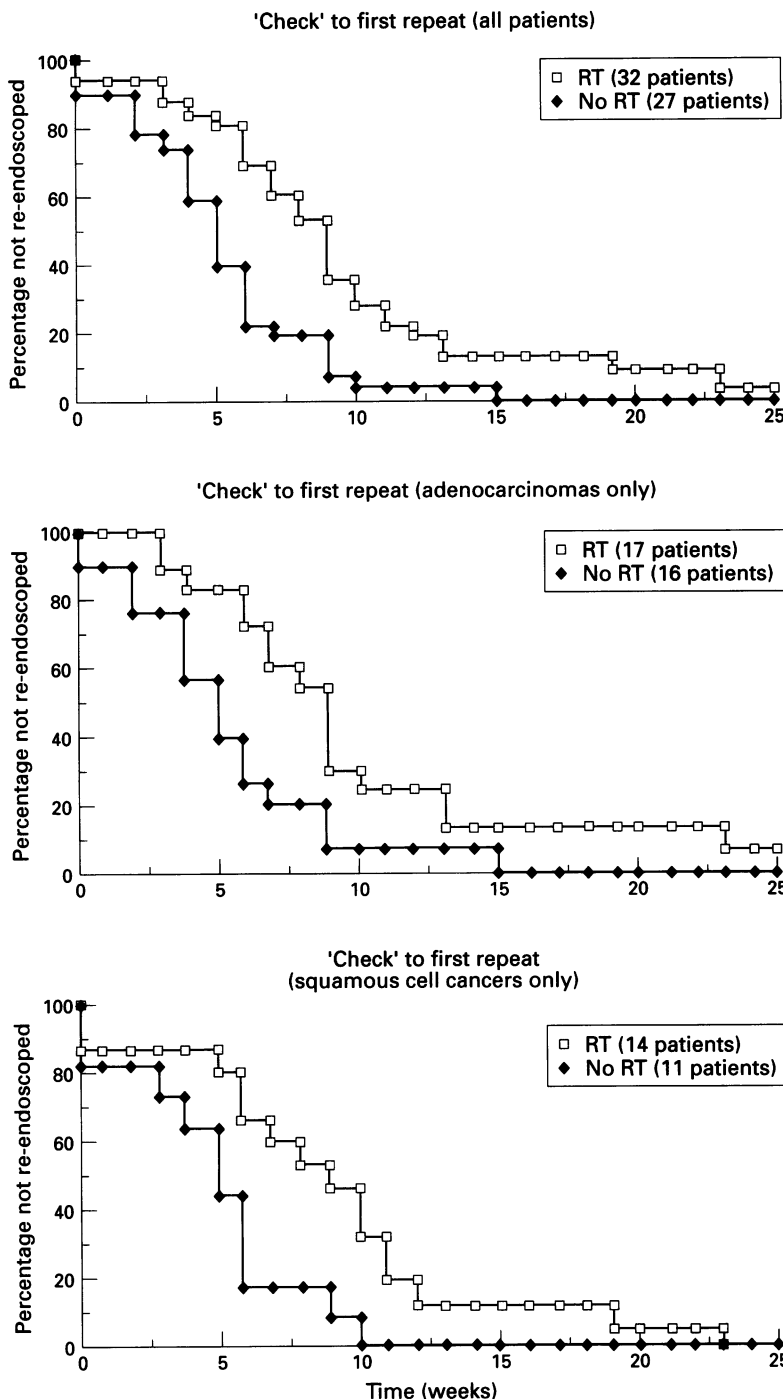 'Check' to first repeat (all patients)
RT (32 patients)
No RT (27 patients)
Percentage not re-endoscoped
100
80
60
40
20
0
0 5 10 15 20 25
'Check' to first repeat (adenocarcinomas only)
RT (17 patients)
No RT (16 patients)
Percentage not re-endoscoped
100
80
60
40
20
0
0 5 10 15 20 25
'Check' to first repeat
(squamous cell cancers only)
RT (14 patients)
No RT (11 patients)
Percentage not re-endoscoped
100
80
60
40
20
0
0 5 10 15 20 25
Time (weeks)